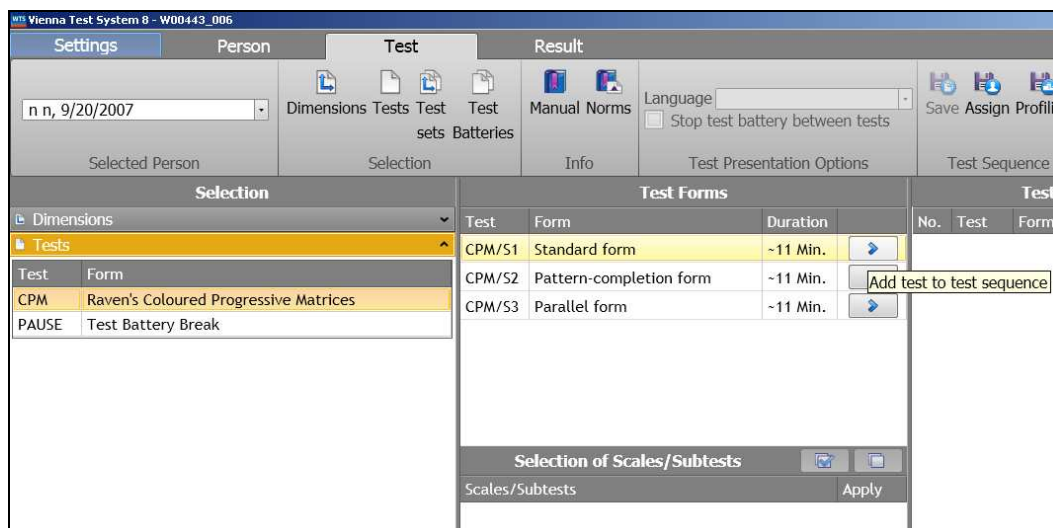 WTS Vienna Test System 8 - W00443_006
Settings Person Test Result
n n, 9/20/2007
Dimensions Tests Test sets Test Batteries
Manual Norms
Language
Stop test battery between tests
Save Assign
Selected Person Selection Info Test Presentation Options Test Sequence
Selection
Dimensions
Tests
Test Form
CPM Raven's Coloured Progressive Matrices
PAUSE Test Battery Break
Test Forms
Test Form Duration
CPM/S1 Standard form ~11 Min.
CPM/S2 Pattern-completion form ~11 Min.
Add test to test sequence
CPM/S3 Parallel form ~11 Min.
Selection of Scales/Subtests
Scales/Subtests Apply
Test
No. Test Form